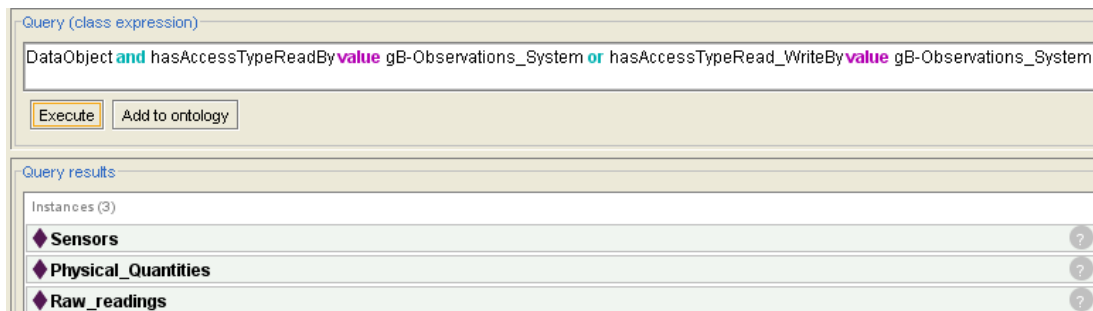 Query (class expression)
DataObject and hasAccessTypeReadBy value gB-Observations_System or hasAccessTypeRead_WriteBy value gB-Observations_System
Execute Add to ontology
Query results
Instances (3)
Sensors ?
Physical_Quantities ?
Raw_readings ?